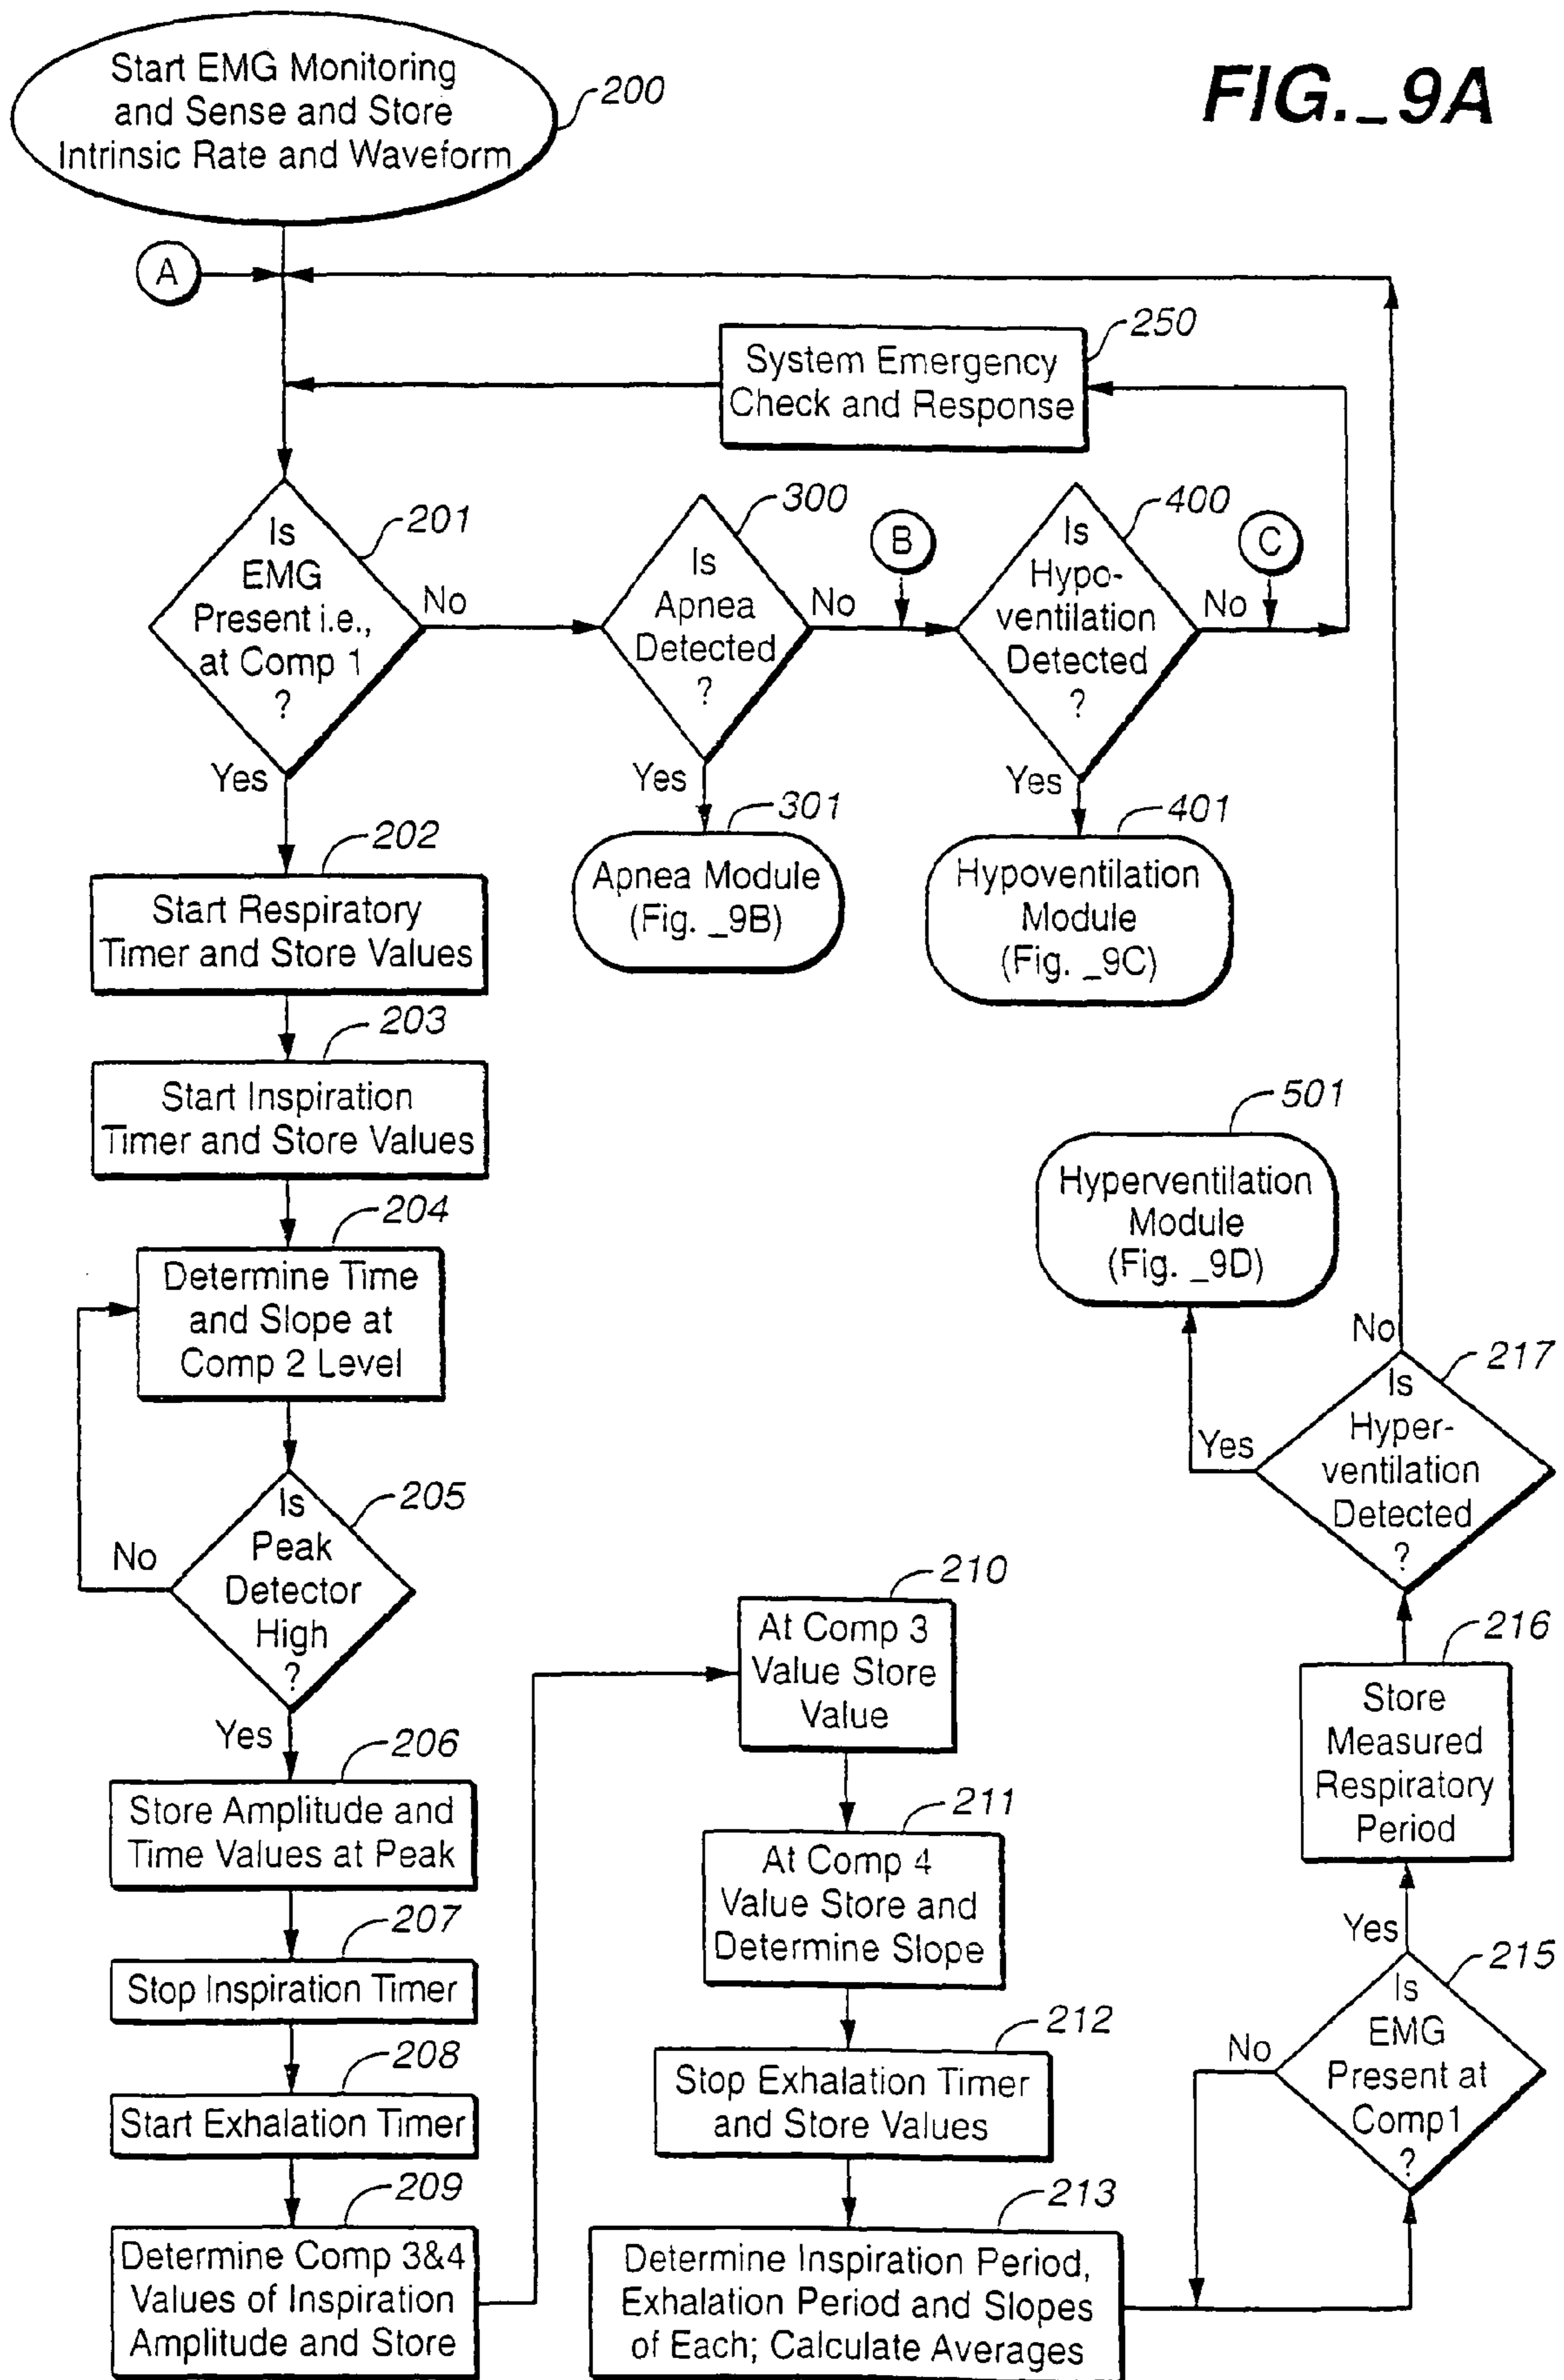 FIG._9A
Start EMG Monitoring
and Sense and Store
Intrinsic Rate and Waveform
200
A
250
System Emergency
Check and Response
201
Is
EMG
Present i.e.,
at Comp 1
?
No
Yes
300
Is
Apnea
Detected
?
No
Yes
B
400
Is
Hypo-
ventilation
Detected
?
No
Yes
C
301
Apnea Module
(Fig. _9B)
401
Hypoventilation
Module
(Fig. _9C)
202
Start Respiratory
Timer and Store Values
203
Start Inspiration
Timer and Store Values
204
Determine Time
and Slope at
Comp 2 Level
205
Is
Peak
Detector
High
?
No
Yes
206
Store Amplitude and
Time Values at Peak
207
Stop Inspiration Timer
208
Start Exhalation Timer
209
Determine Comp 3&4
Values of Inspiration
Amplitude and Store
210
At Comp 3
Value Store
Value
211
At Comp 4
Value Store and
Determine Slope
212
Stop Exhalation Timer
and Store Values
213
Determine Inspiration Period,
Exhalation Period and Slopes
of Each; Calculate Averages
215
Is
EMG
Present at
Comp1
?
No
Yes
216
Store
Measured
Respiratory
Period
217
Is
Hyper-
ventilation
Detected
?
No
Yes
501
Hyperventilation
Module
(Fig. _9D)